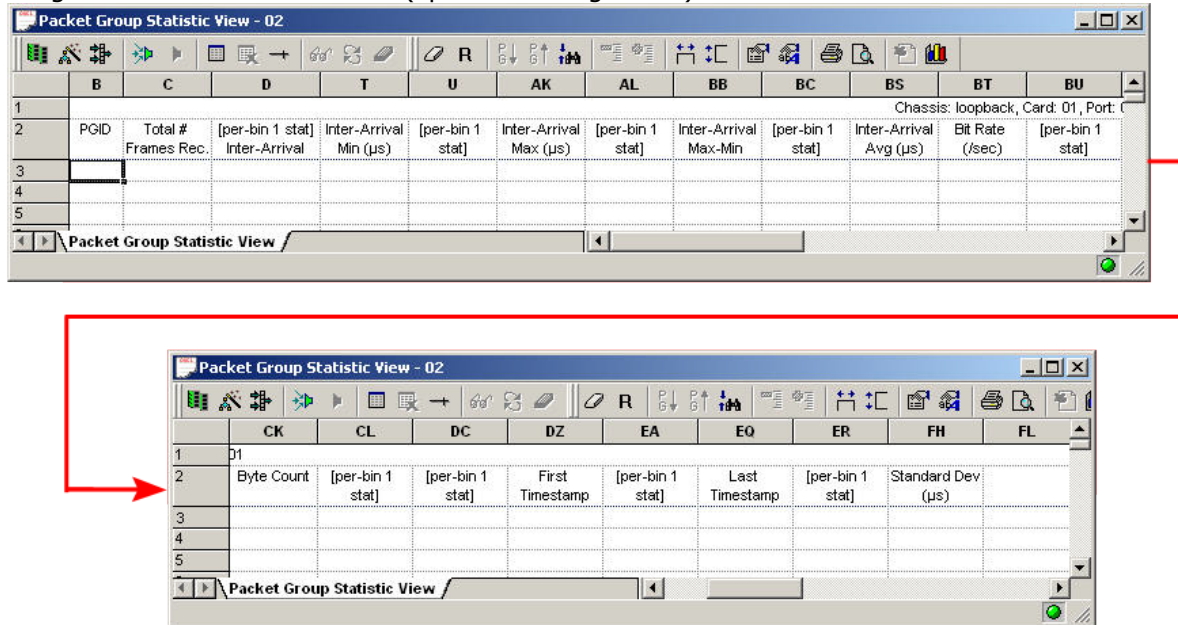 Packet Group Statistic View - 02
R
B C D T U AK AL BB BC BS BT BU
1 Chassis: loopback, Card: 01, Port:
2 PGID Total # Frames Rec. [per-bin 1 stat] Inter-Arrival Inter-Arrival Min (µs) [per-bin 1 stat] Inter-Arrival Max (µs) [per-bin 1 stat] Inter-Arrival Max-Min [per-bin 1 stat] Inter-Arrival Avg (µs) Bit Rate (/sec) [per-bin 1 stat]
3
4
5
Packet Group Statistic View
Packet Group Statistic View - 02
R
CK CL DC DZ EA EQ ER FH FL
1 01
2 Byte Count [per-bin 1 stat] [per-bin 1 stat] First Timestamp [per-bin 1 stat] Last Timestamp [per-bin 1 stat] Standard Dev (µs)
3
4
5
Packet Group Statistic View